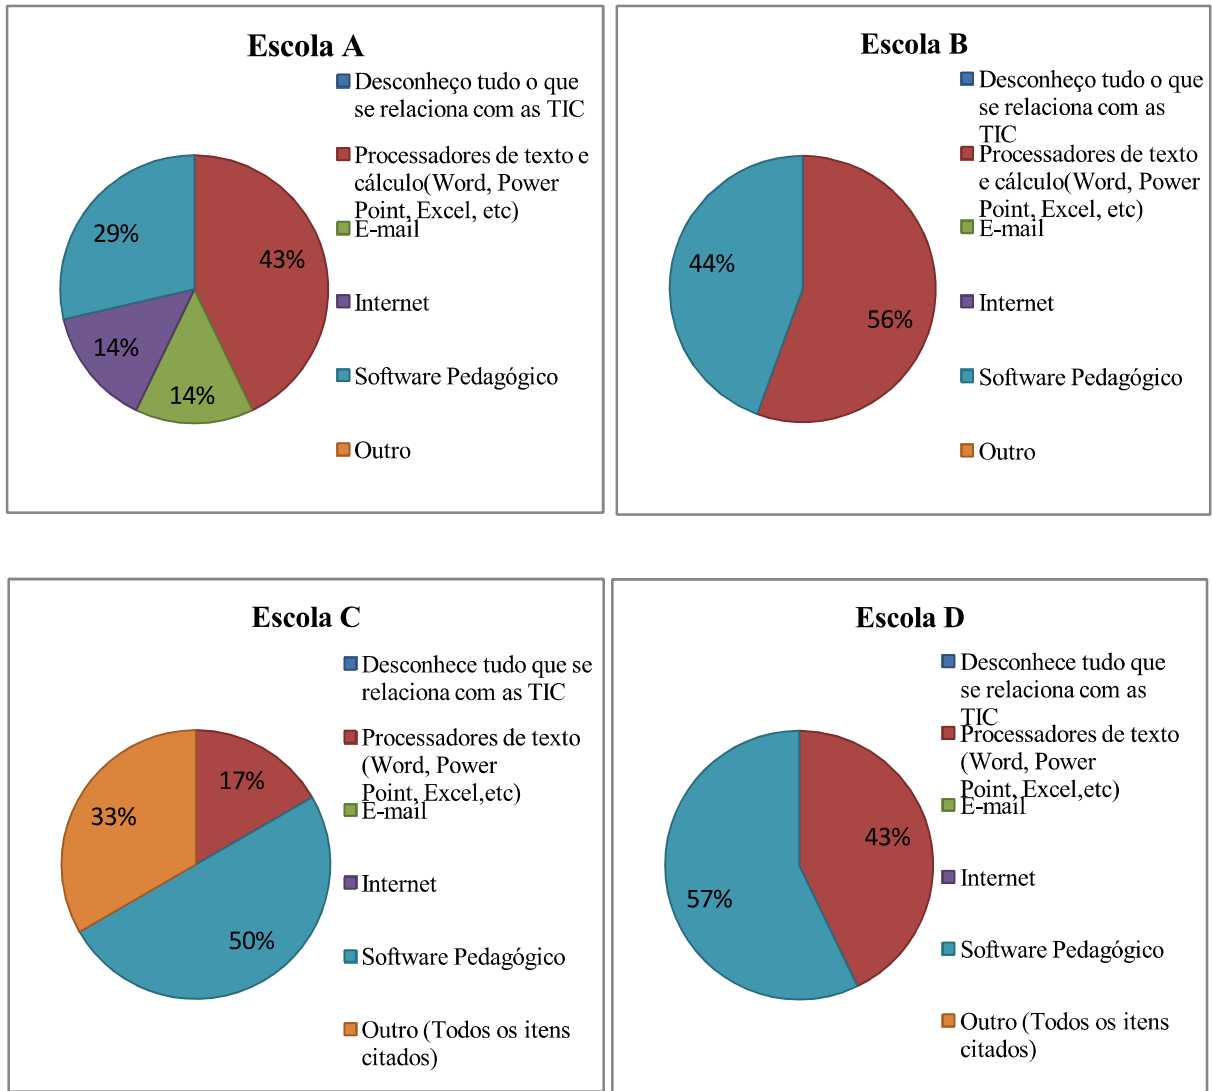 Escola A
Desconheço tudo o que
se relaciona com as TIC
Processadores de texto e
cálculo(Word, Power
Point, Excel, etc)
E-mail
Internet
Software Pedagógico
Outro
29%
43%
14%
14%
Escola B
Desconheço tudo o que
se relaciona com as
TIC
Processadores de texto
e cálculo(Word, Power
Point, Excel, etc)
E-mail
Internet
Software Pedagógico
Outro
44%
56%
Escola C
Desconhece tudo que se
relaciona com as TIC
Processadores de texto
(Word, Power
Point, Excel,etc)
E-mail
Internet
Software Pedagógico
Outro (Todos os itens
citados)
17%
33%
50%
Escola D
Desconhece tudo que
se relaciona com as
TIC
Processadores de texto
(Word, Power
Point, Excel,etc)
E-mail
Internet
Software Pedagógico
Outro (Todos os itens
citados)
43%
57%